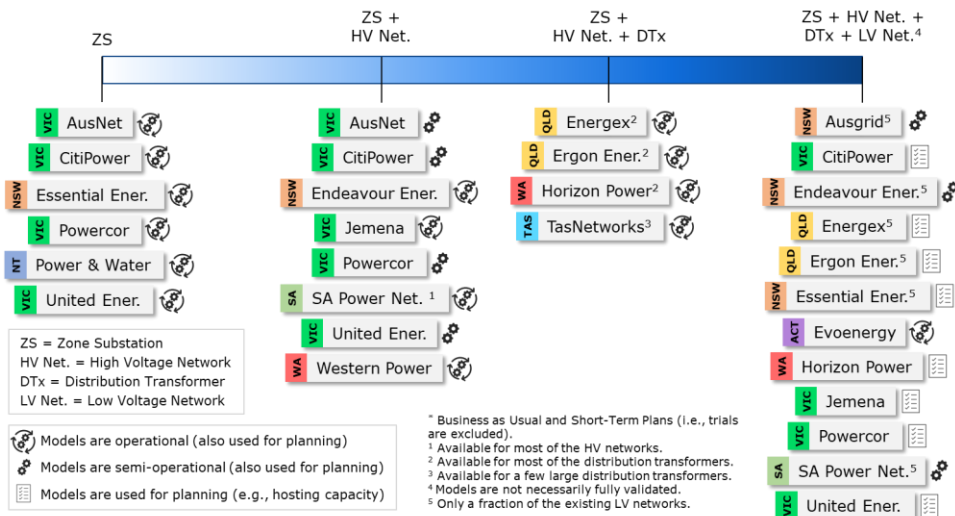 ZS
ZS +
HV Net.
ZS +
HV Net. + DTx
ZS + HV Net. +
DTx + LV Net.⁴
VIC AusNet
VIC CitiPower
NSW Essential Ener.
VIC Powercor
NT Power & Water
VIC United Ener.
VIC AusNet
VIC CitiPower
NSW Endeavour Ener.
VIC Jemena
VIC Powercor
SA SA Power Net. ¹
VIC United Ener.
WA Western Power
QLD Energex²
QLD Ergon Ener.²
WA Horizon Power²
TAS TasNetworks³
NSW Ausgrid⁵
VIC CitiPower
NSW Endeavour Ener.⁵
QLD Energex⁵
QLD Ergon Ener.⁵
NSW Essential Ener.⁵
ACT Evoenergy
WA Horizon Power
VIC Jemena
VIC Powercor
SA SA Power Net.⁵
VIC United Ener.
ZS = Zone Substation
HV Net. = High Voltage Network
DTx = Distribution Transformer
LV Net. = Low Voltage Network
Models are operational (also used for planning)
Models are semi-operational (also used for planning)
Models are used for planning (e.g., hosting capacity)
* Business as Usual and Short-Term Plans (i.e., trials
are excluded).
¹ Available for most of the HV networks.
² Available for most of the distribution transformers.
³ Available for a few large distribution transformers.
⁴ Models are not necessarily fully validated.
⁵ Only a fraction of the existing LV networks.